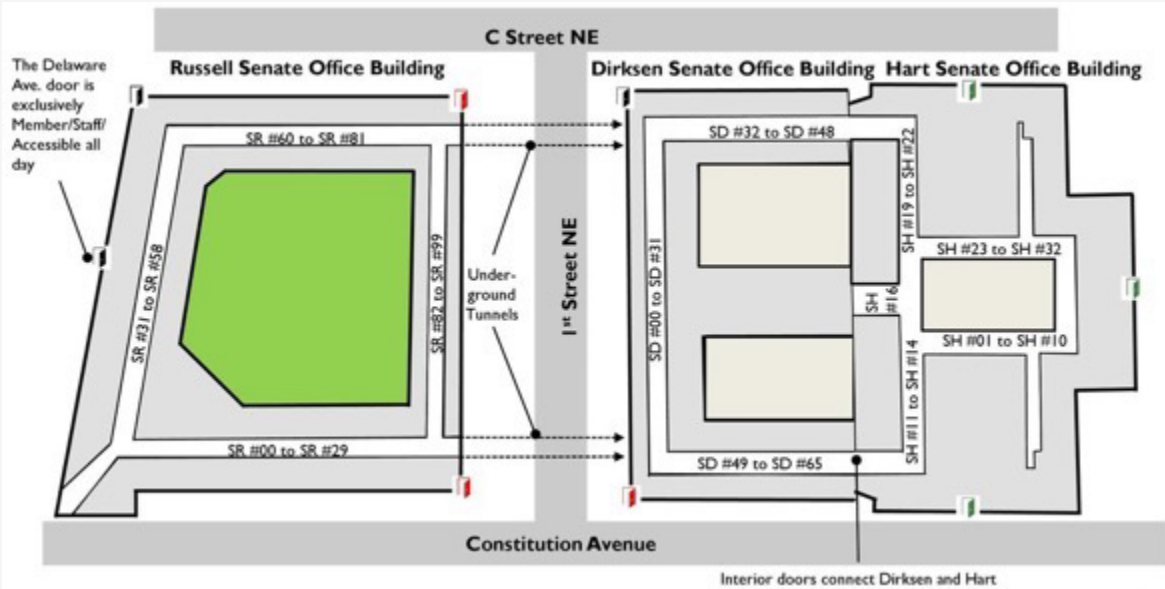 C Street NE
The Delaware
Ave. door is
exclusively
Member/Staff/
Accessible all
day
Russell Senate Office Building
Dirksen Senate Office Building
Hart Senate Office Building
SR #60 to SR #81
SR #31 to SR #58
SR #82 to SR #99
SR #00 to SR #29
Under-
ground
Tunnels
1st Street NE
SD #32 to SD #48
SD #00 to SD #31
SD #49 to SD #65
SH #19 to SH #22
SH #23 to SH #32
SH
#16
SH #01 to SH #10
SH #11 to SH #14
Constitution Avenue
Interior doors connect Dirksen and Hart